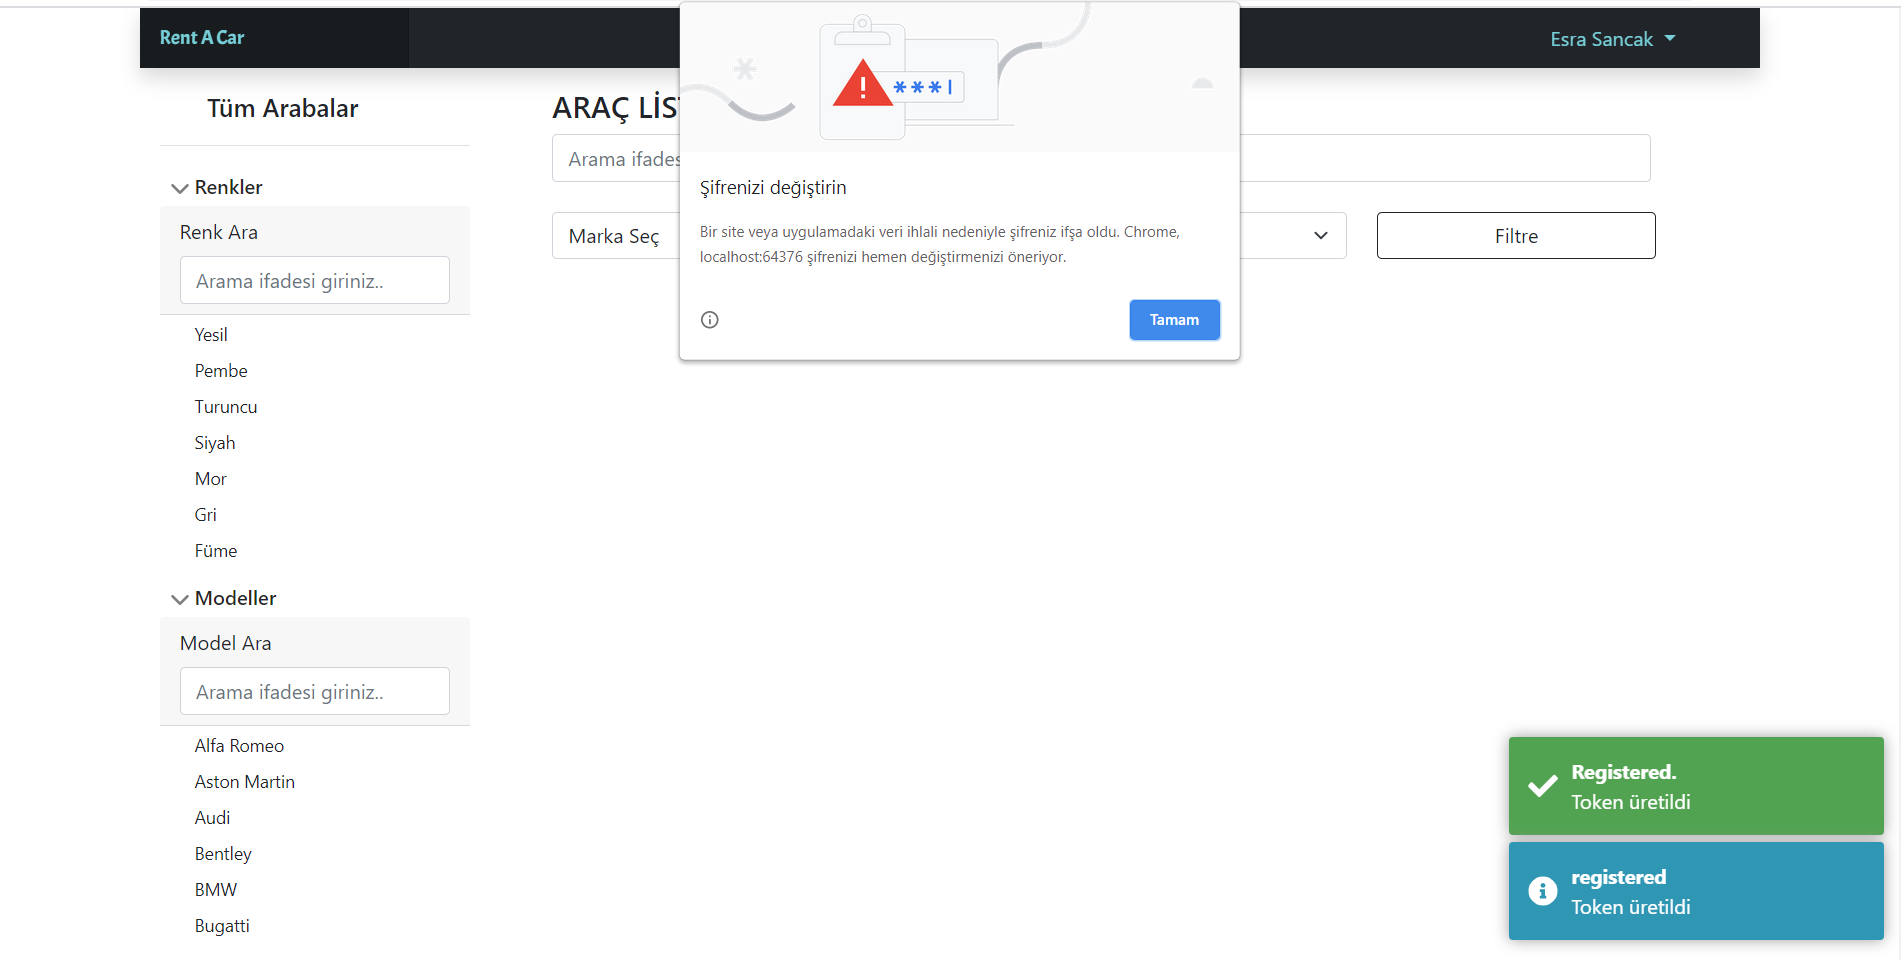 Rent A Car
Esra Sancak
Tüm Arabalar
Renkler
Renk Ara
Arama ifadesi giriniz..
Yesil
Pembe
Turuncu
Siyah
Mor
Gri
Füme
Modeller
Model Ara
Arama ifadesi giriniz..
Alfa Romeo
Aston Martin
Audi
Bentley
BMW
Bugatti
ARAÇ LİS
Arama ifades
Marka Seç
Filtre
***|
Şifrenizi değiştirin
Bir site veya uygulamadaki veri ihlali nedeniyle şifreniz ifşa oldu. Chrome,
localhost:64376 şifrenizi hemen değiştirmenizi öneriyor.
Tamam
Registered.
Token üretildi
registered
Token üretildi